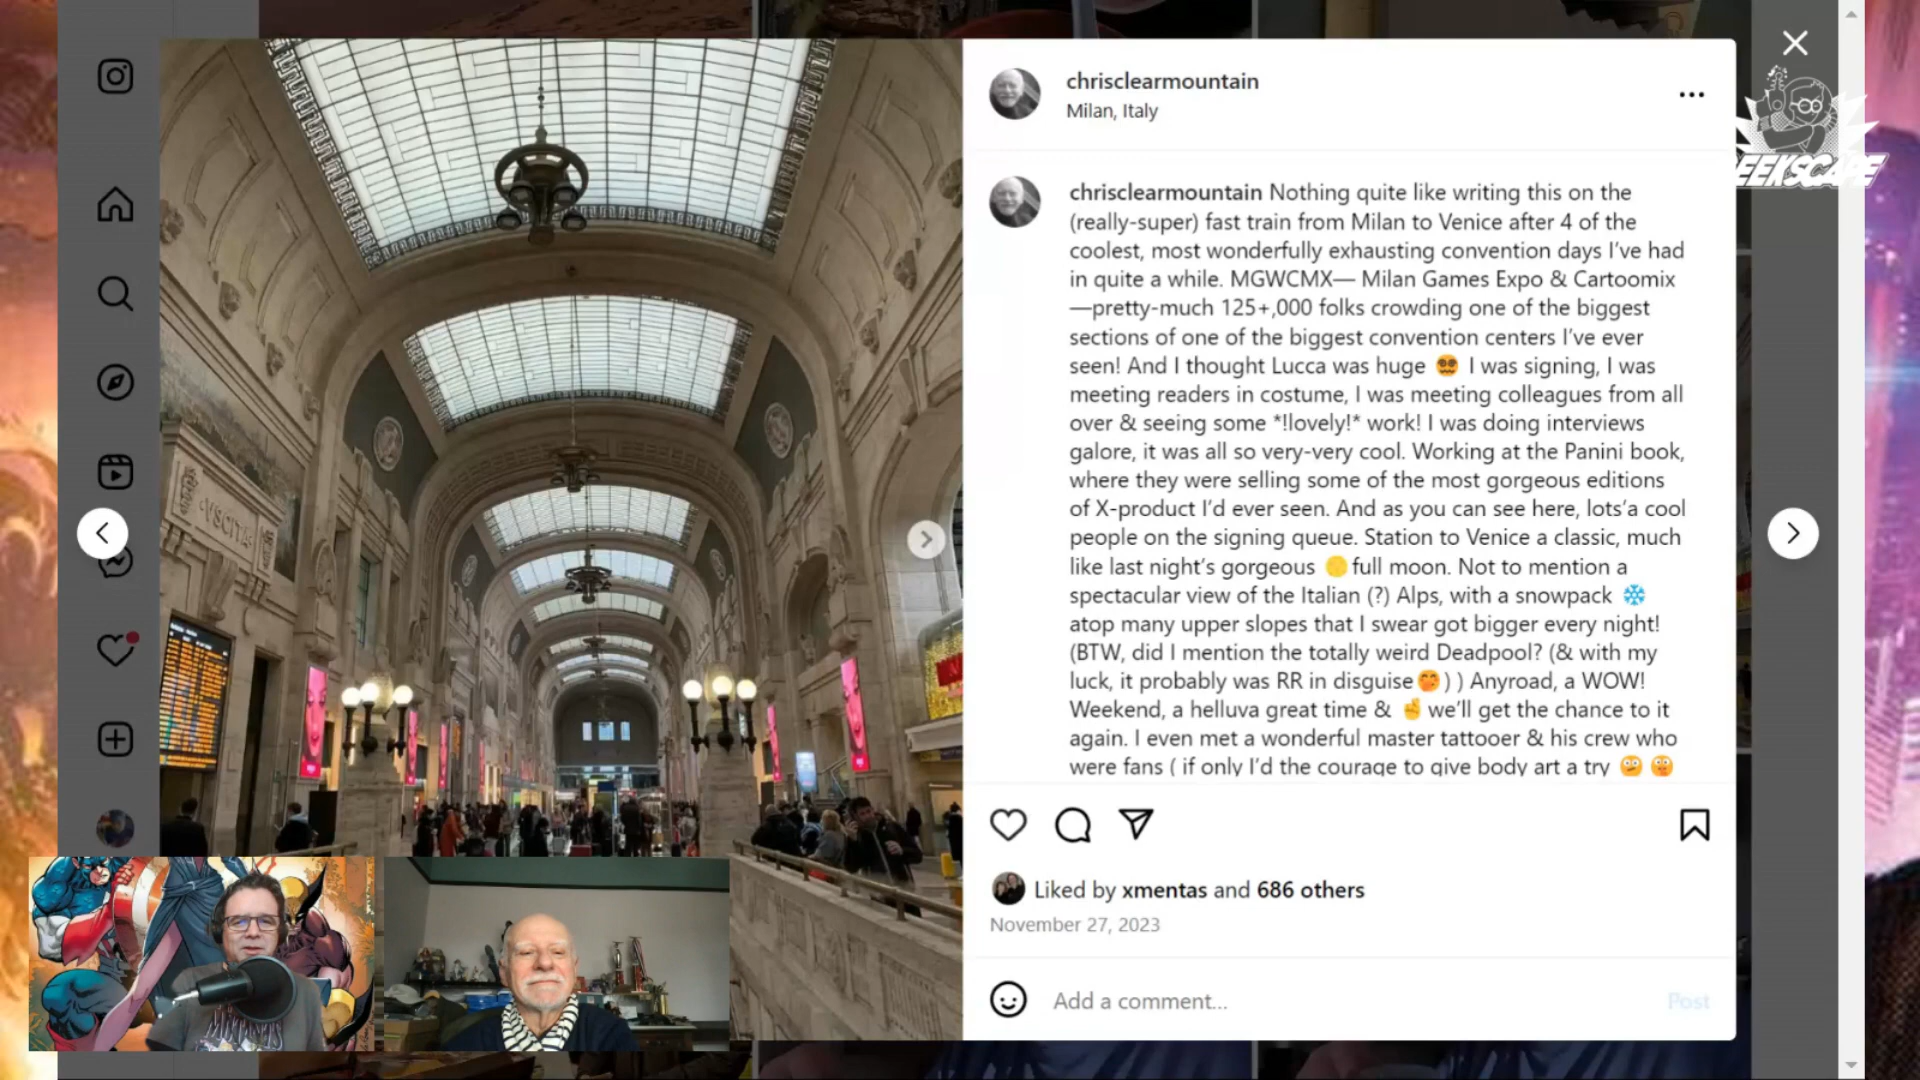 chrisclearmountain
Milan, Italy
chrisclearmountain Nothing quite like writing this on the
(really-super) fast train from Milan to Venice after 4 of the
coolest, most wonderfully exhausting convention days I've had
in quite a while. MGWCMX— Milan Games Expo & Cartoomix
—pretty-much 125+,000 folks crowding one of the biggest
sections of one of the biggest convention centers I've ever
seen! And I thought Lucca was huge 😵‍💫 I was signing, I was
meeting readers in costume, I was meeting colleagues from all
over & seeing some *!lovely!* work! I was doing interviews
galore, it was all so very-very cool. Working at the Panini book,
where they were selling some of the most gorgeous editions
of X-product I'd ever seen. And as you can see here, lots'a cool
people on the signing queue. Station to Venice a classic, much
like last night's gorgeous 🌕 full moon. Not to mention a
spectacular view of the Italian (?) Alps, with a snowpack ❄️
atop many upper slopes that I swear got bigger every night!
(BTW, did I mention the totally weird Deadpool? (& with my
luck, it probably was RR in disguise🤭) ) Anyroad, a WOW!
Weekend, a helluva great time & 🤞 we'll get the chance to it
again. I even met a wonderful master tattooer & his crew who
were fans ( if only I'd the courage to give body art a try 🫤 🫢
Liked by xmentas and 686 others
November 27, 2023
Add a comment...
Post
EEKSCAPE
VSCITA